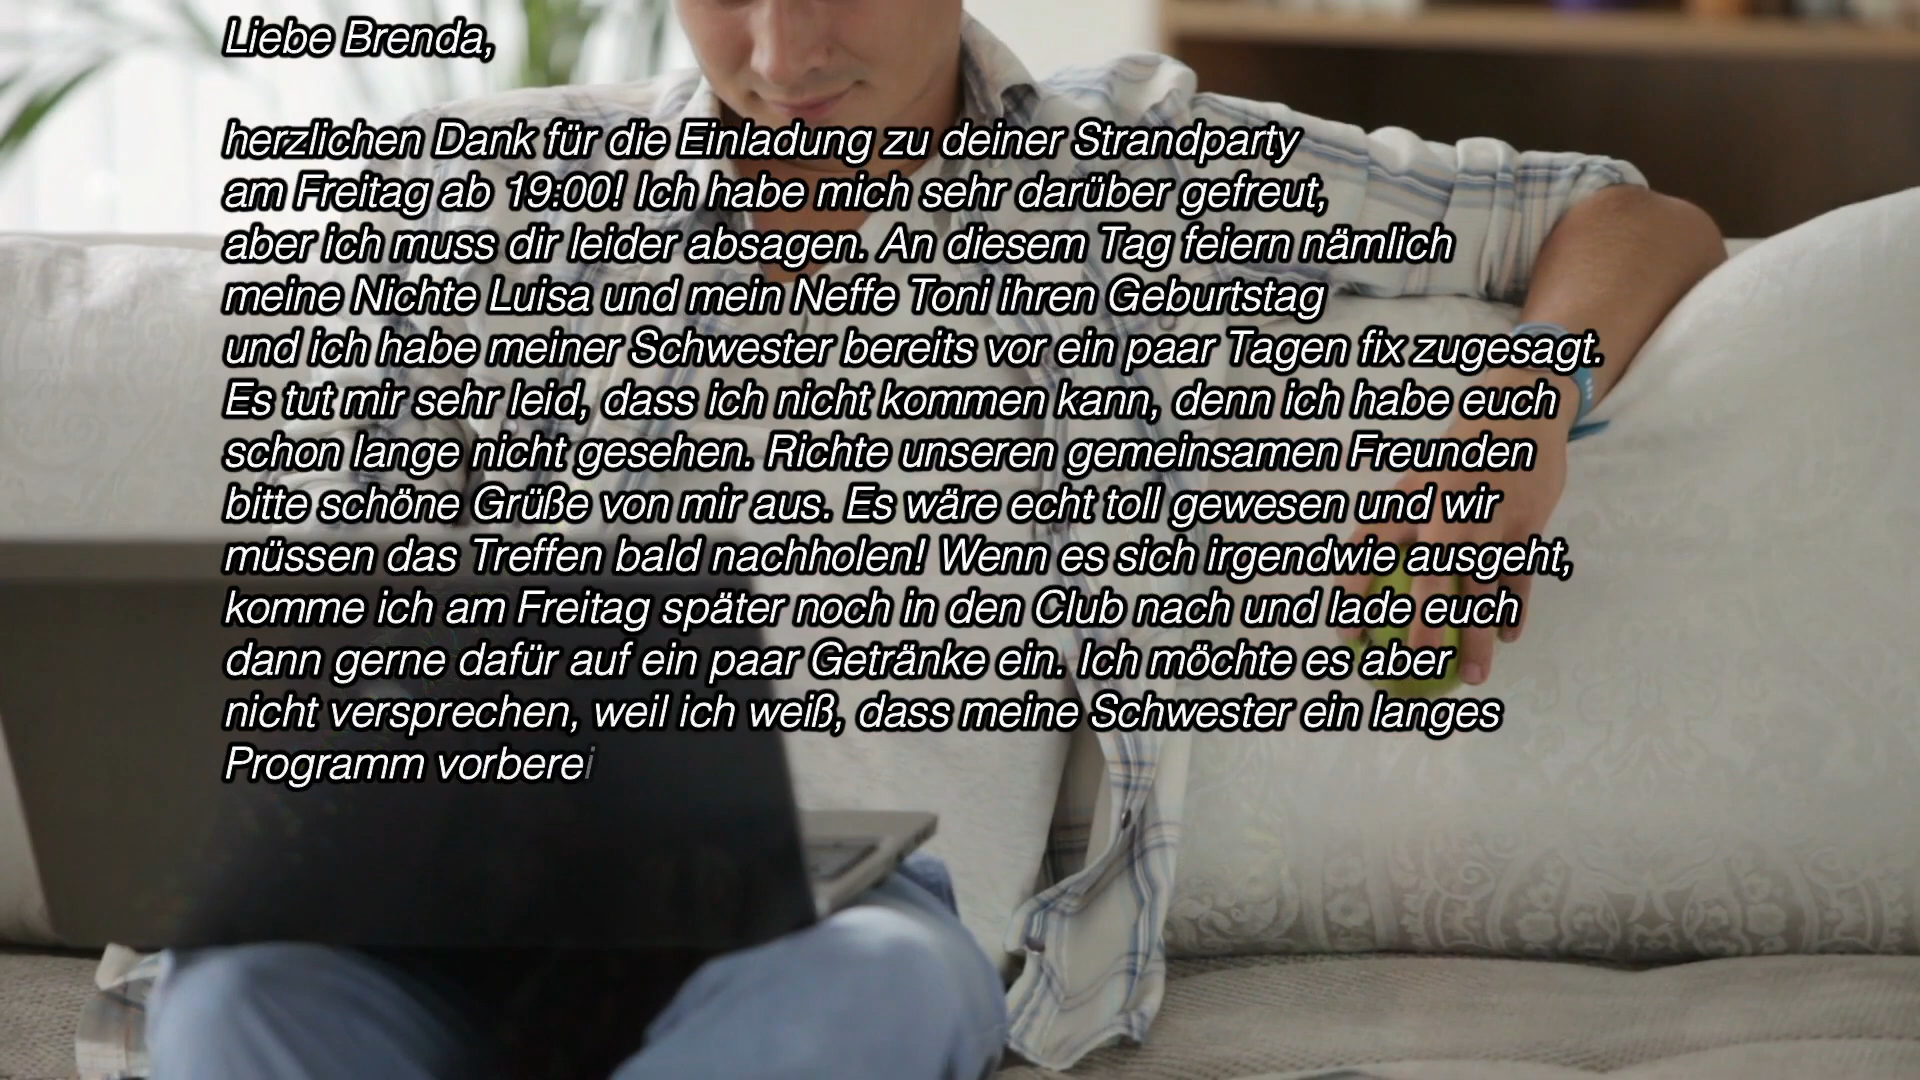 Liebe Brenda,
herzlichen Dank für die Einladung zu deiner Strandparty
am Freitag ab 19:00! Ich habe mich sehr darüber gefreut,
aber ich muss dir leider absagen. An diesem Tag feiern nämlich
meine Nichte Luisa und mein Neffe Toni ihren Geburtstag
und ich habe meiner Schwester bereits vor ein paar Tagen fix zugesagt.
Es tut mir sehr leid, dass ich nicht kommen kann, denn ich habe euch
schon lange nicht gesehen. Richte unseren gemeinsamen Freunden
bitte schöne Grüße von mir aus. Es wäre echt toll gewesen und wir
müssen das Treffen bald nachholen! Wenn es sich irgendwie ausgeht,
komme ich am Freitag später noch in den Club nach und lade euch
dann gerne dafür auf ein paar Getränke ein. Ich möchte es aber
nicht versprechen, weil ich weiß, dass meine Schwester ein langes
Programm vorberei